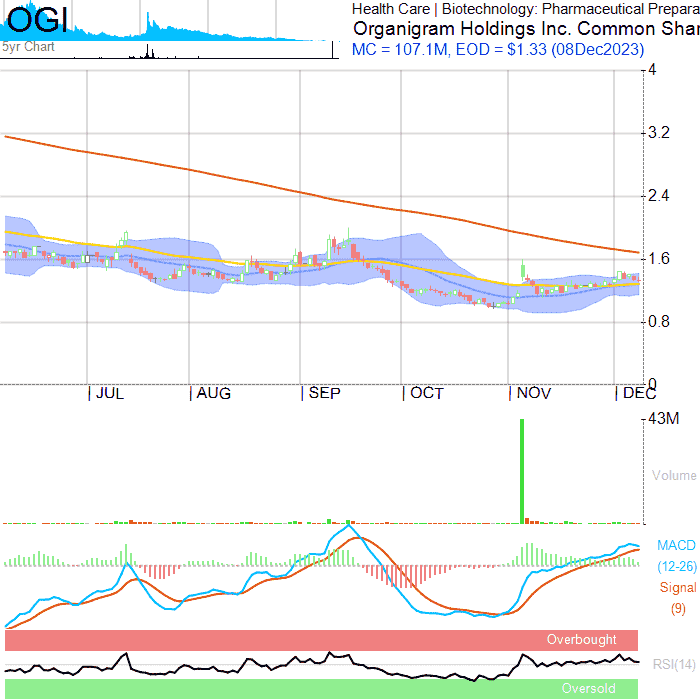 OGI
5yr Chart
Health Care | Biotechnology: Pharmaceutical Prepara
Organigram Holdings Inc. Common Shar
MC = 107.1M, EOD = $1.33 (08Dec2023)
4
3.2
2.4
1.6
0.8
0
JUL AUG SEP OCT NOV DEC
43M
Volume
MACD
(12-26)
Signal
(9)
Overbought
RSI(14)
Oversold